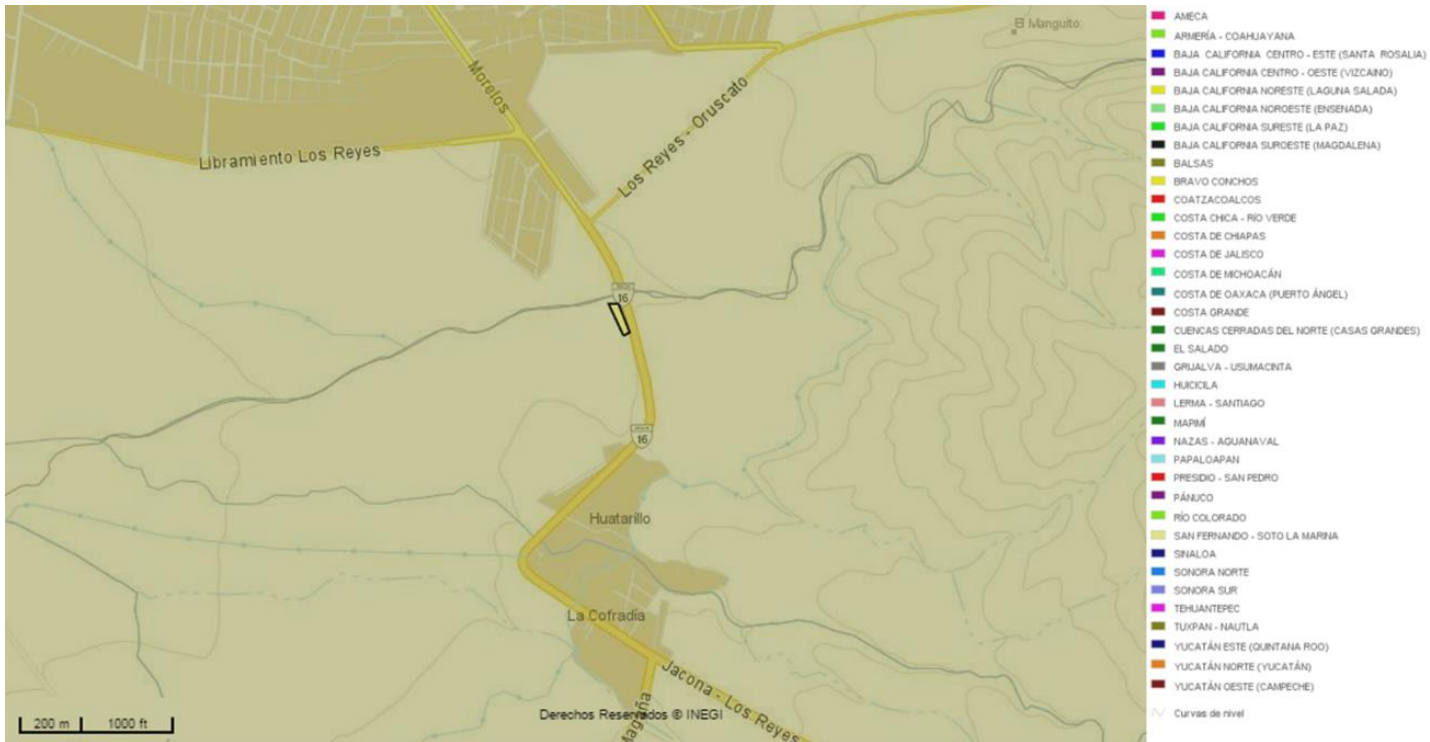 El Manguito
Morelos
Los Reyes - Oruscato
Libramiento Los Reyes
16
16
Huatarillo
La Cofradía
Jacona - Los Reyes
Magaña
200 m
1000 ft
Derechos Reservados © INEGI
AMECA
ARMERÍA - COAHUAYANA
BAJA CALIFORNIA CENTRO - ESTE (SANTA ROSALIA)
BAJA CALIFORNIA CENTRO - OESTE (VIZCAINO)
BAJA CALIFORNIA NORESTE (LAGUNA SALADA)
BAJA CALIFORNIA NOROESTE (ENSENADA)
BAJA CALIFORNIA SURESTE (LA PAZ)
BAJA CALIFORNIA SUROESTE (MAGDALENA)
BALSAS
BRAVO CONCHOS
COATZACOALCOS
COSTA CHICA - RÍO VERDE
COSTA DE CHIAPAS
COSTA DE JALISCO
COSTA DE MICHOACÁN
COSTA DE OAXACA (PUERTO ÁNGEL)
COSTA GRANDE
CUENCAS CERRADAS DEL NORTE (CASAS GRANDES)
EL SALADO
GRIJALVA - USUMACINTA
HUICICILA
LERMA - SANTIAGO
MAPIMÍ
NAZAS - AGUANAVAL
PAPALOAPAN
PRESIDIO - SAN PEDRO
PÁNUCO
RÍO COLORADO
SAN FERNANDO - SOTO LA MARINA
SINALOA
SONORA NORTE
SONORA SUR
TEHUANTEPEC
TUXPAN - NAUTLA
YUCATÁN ESTE (QUINTANA ROO)
YUCATÁN NORTE (YUCATÁN)
YUCATÁN OESTE (CAMPECHE)
Curvas de nivel